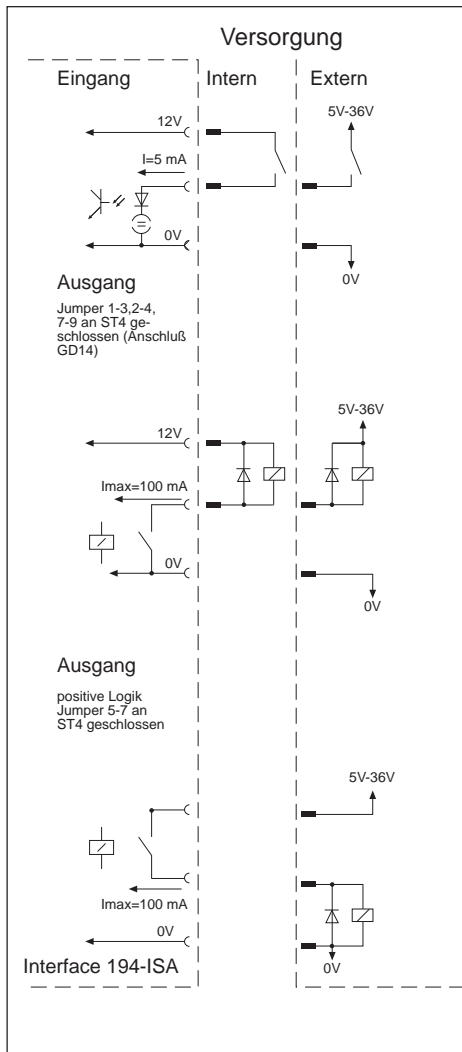 Versorgung
Eingang
Intern
Extern
12V
5V-36V
I=5 mA
0V
0V
Ausgang
Jumper 1-3,2-4,
7-9 an ST4 ge-
schlossen (Anschluß
GD14)
12V
5V-36V
Imax=100 mA
0V
0V
Ausgang
positive Logik
Jumper 5-7 an
ST4 geschlossen
5V-36V
Imax=100 mA
0V
Interface 194-ISA
0V